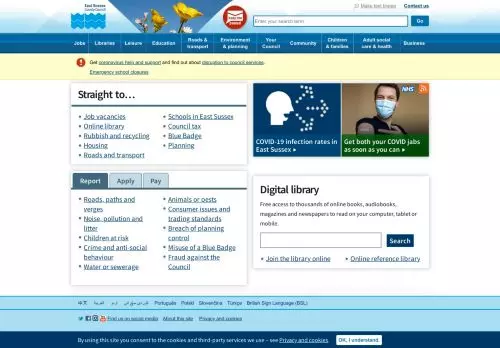 East Sussex
County Council
Make text bigger
Contact us
Enter your search term
Go
Jobs
Libraries
Leisure
Education
Roads &
transport
Environment
& planning
Your
Council
Community
Children
& families
Adult social
care & health
Business
Get coronavirus help and support and find out about disruption to council services.
Emergency school closures
Straight to…
Job vacancies
Online library
Rubbish and recycling
Housing
Roads and transport
Schools in East Sussex
Council tax
Blue Badge
Planning
COVID-19 infection rates in
East Sussex
NHS
Get both your COVID jabs
as soon as you can
Report
Apply
Pay
Roads, paths and
verges
Noise, pollution and
litter
Children at risk
Crime and anti-social
behaviour
Water or sewerage
Animals or pests
Consumer issues and
trading standards
Breach of planning
control
Misuse of a Blue Badge
Fraud against the
Council
Digital library
Free access to thousands of online books, audiobooks,
magazines and newspapers to read on your computer, tablet or
mobile.
Search
Join the library online
Online reference library
中文
العربية
اردو
Português
Polski
Slovenčina
Türkçe
British Sign Language (BSL)
Find us on social media
About this site
Privacy and cookies
By using this site you consent to the cookies and third-party services we use – see Privacy and cookies
OK, I understand.